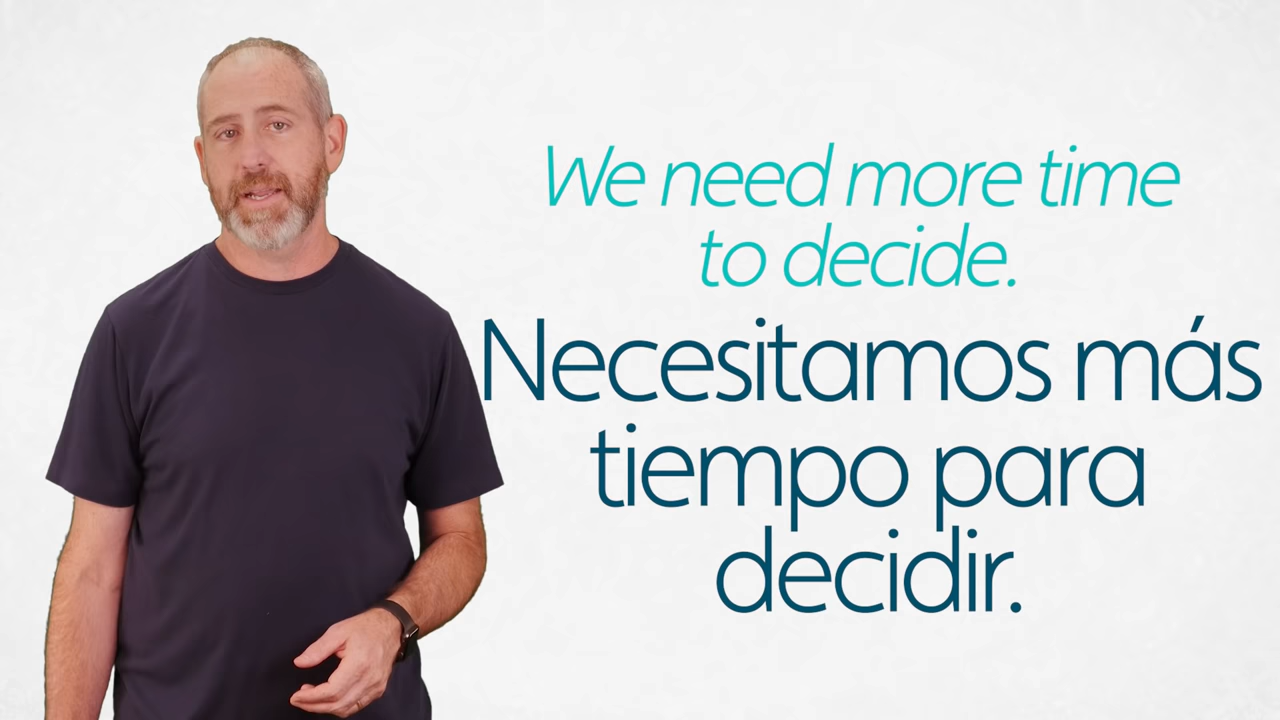 We need more time
to decide.
Necesitamos más
tiempo para
decidir.